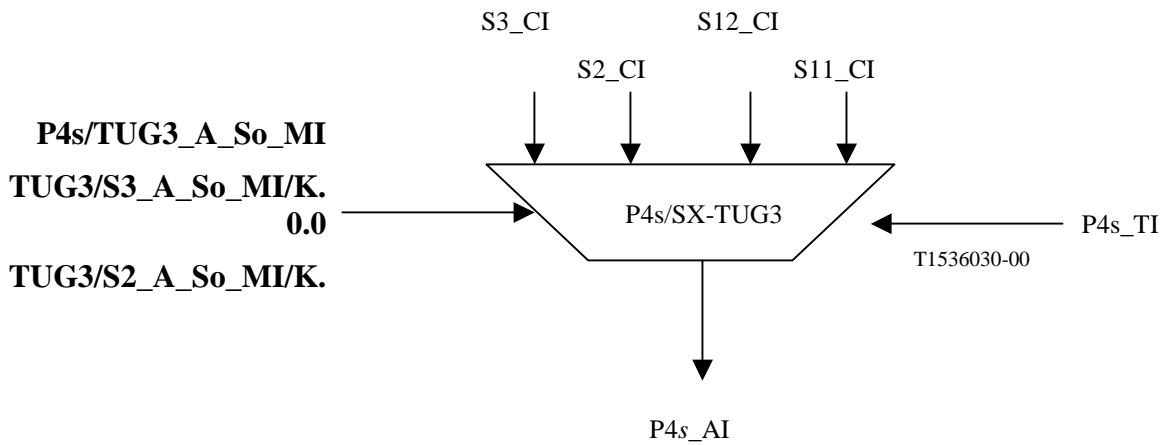 S3_CI
S12_CI
S2_CI
S11_CI
P4s/TUG3_A_So_MI
TUG3/S3_A_So_MI/K.
0.0
TUG3/S2_A_So_MI/K.
P4s/SX-TUG3
P4s_TI
T1536030-00
P4s_AI